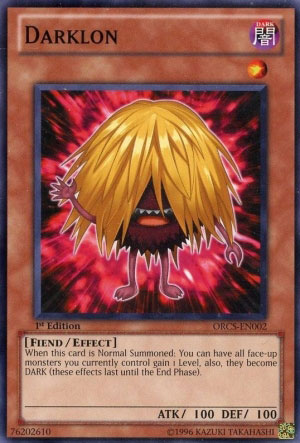 DARKLON
DARK
闇
ORCS-EN002
1st Edition
[FIEND / EFFECT]
When this card is Normal Summoned: You can have all face-up
monsters you currently control gain 1 Level, also, they become
DARK (these effects last until the End Phase).
ATK/ 100 DEF/ 100
76202610
©1996 KAZUKI TAKAHASHI